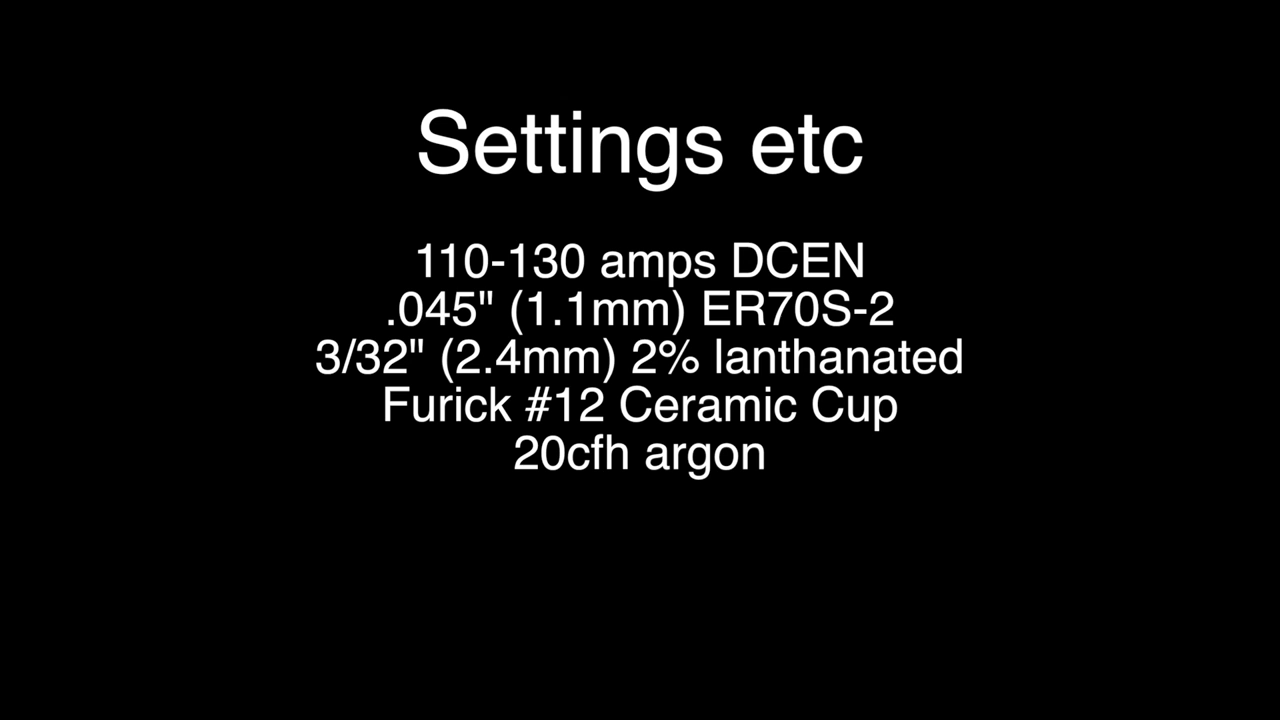 Settings etc
110-130 amps DCEN
.045" (1.1mm) ER70S-2
3/32" (2.4mm) 2% lanthanated
Furick #12 Ceramic Cup
20cfh argon